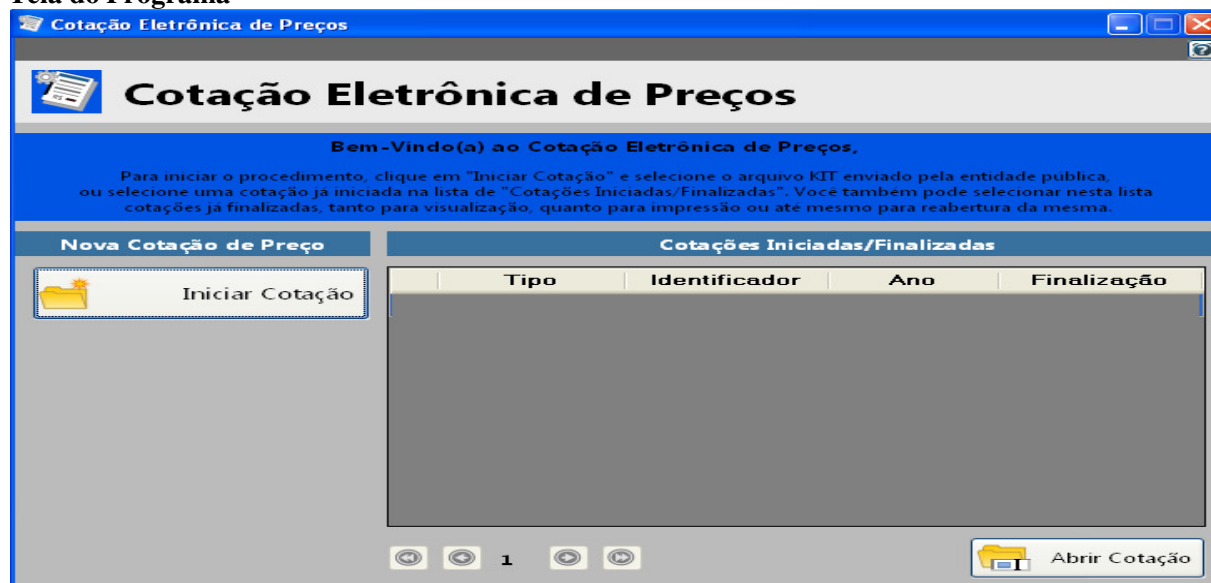 Tela do Programa
Cotação Eletrônica de Preços
Cotação Eletrônica de Preços
Bem-Vindo(a) ao Cotação Eletrônica de Preços,
Para iniciar o procedimento, clique em "Iniciar Cotação" e selecione o arquivo KIT enviado pela entidade pública,
ou selecione uma cotação já iniciada na lista de "Cotações Iniciadas/Finalizadas". Você também pode selecionar nesta lista
cotações já finalizadas, tanto para visualização, quanto para impressão ou até mesmo para reabertura da mesma.
Nova Cotação de Preço
Cotações Iniciadas/Finalizadas
Iniciar Cotação
Tipo Identificador Ano Finalização
1
Abrir Cotação